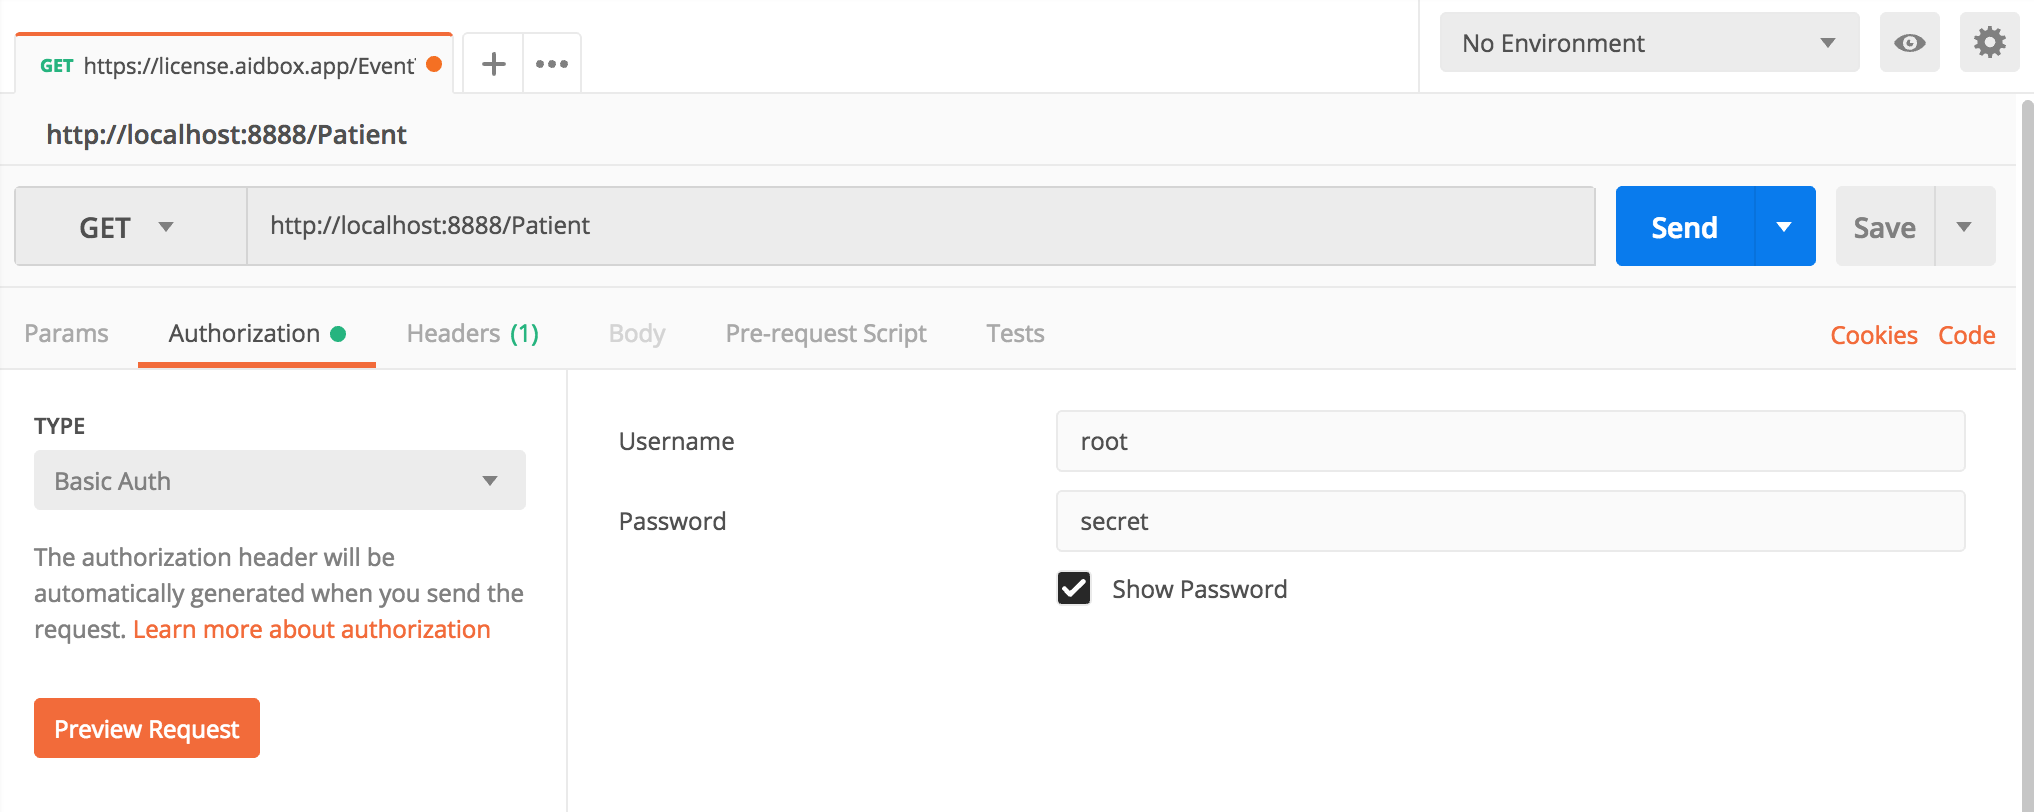 GET https://license.aidbox.app/Event
No Environment
http://localhost:8888/Patient
GET http://localhost:8888/Patient Send Save
Params Authorization Headers (1) Body Pre-request Script Tests Cookies Code
TYPE
Basic Auth
The authorization header will be
automatically generated when you send the
request. Learn more about authorization
Preview Request
Username root
Password secret
Show Password